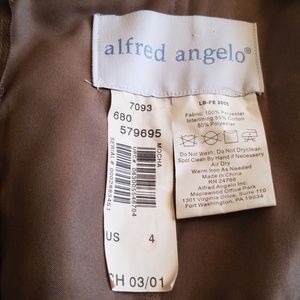 alfred angelo®
7093
680
579695
MOCHA
US 4
CH 03/01
LB-FE 3005
Fabric: 100% Polyester
Interlining: 50% Cotton
50% Polyester
Do Not Wash, Do Not Dryclean
Spot Clean By Hand
Air Dry
Warm Iron As Needed
Made in China
RN 24766
Alfred Angelo Inc.
Maplewood Office Park
1301 Virginia Drive, Suite 110
Fort Washington, PA 19034